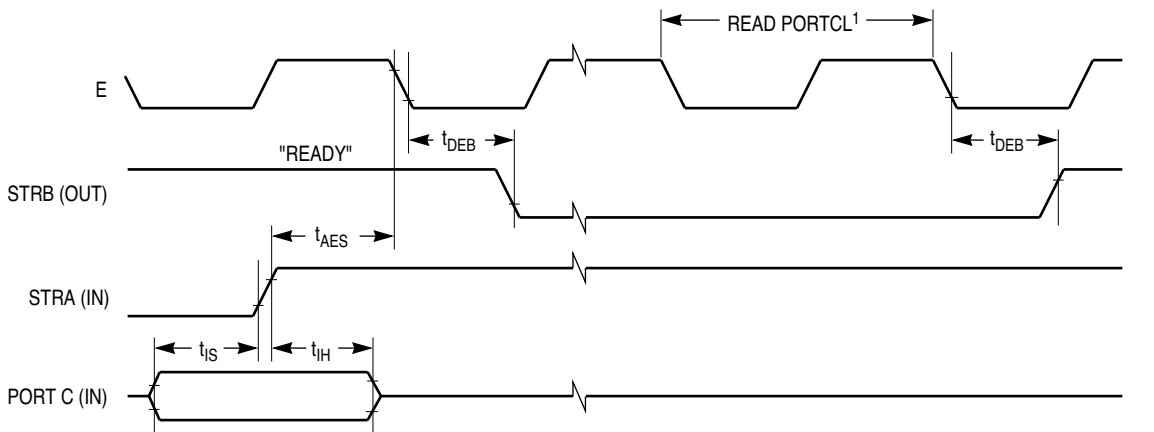 READ PORTCL1
E
tDEB
tDEB
"READY"
STRB (OUT)
tAES
STRA (IN)
tIS
tIH
PORT C (IN)